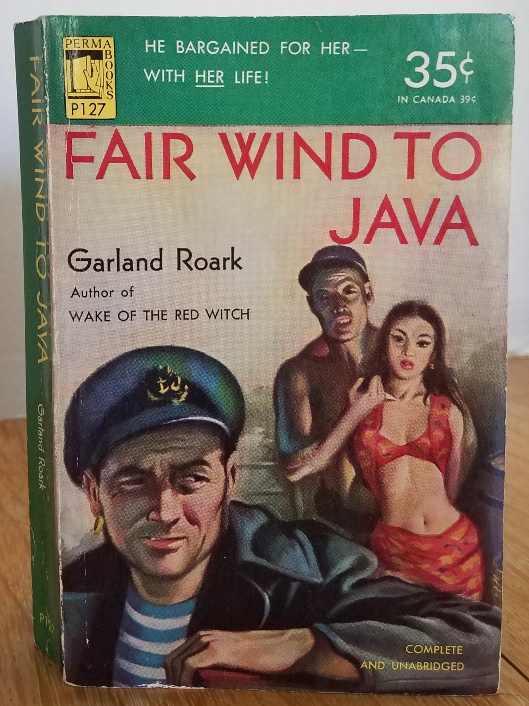 PERMA
BOOKS
P127
HE BARGAINED FOR HER—
WITH HER LIFE!
35¢
IN CANADA 39¢
FAIR WIND TO
JAVA
Garland Roark
Author of
WAKE OF THE RED WITCH
COMPLETE
AND UNABRIDGED
FAIR WIND TO JAVA
Garland Roark